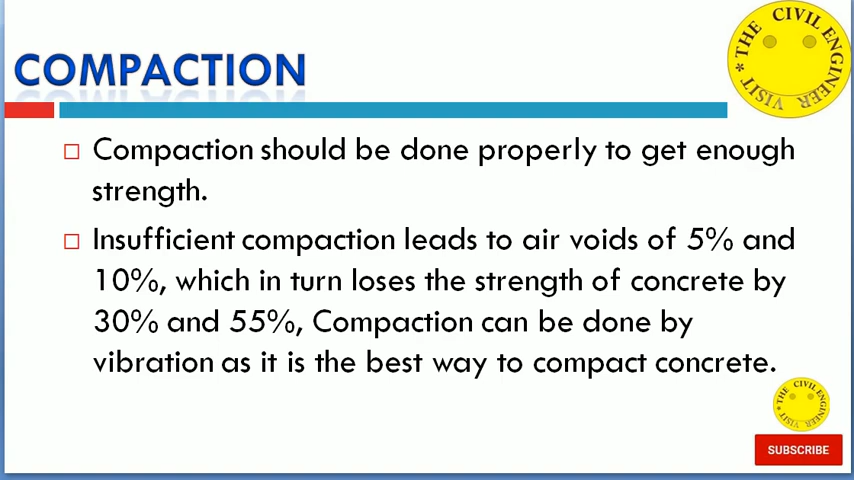 COMPACTION
* THE CIVIL ENGINEER VISIT
Compaction should be done properly to get enough
strength.
Insufficient compaction leads to air voids of 5% and
10%, which in turn loses the strength of concrete by
30% and 55%, Compaction can be done by
vibration as it is the best way to compact concrete.
* THE CIVIL ENGINEER VISIT
SUBSCRIBE